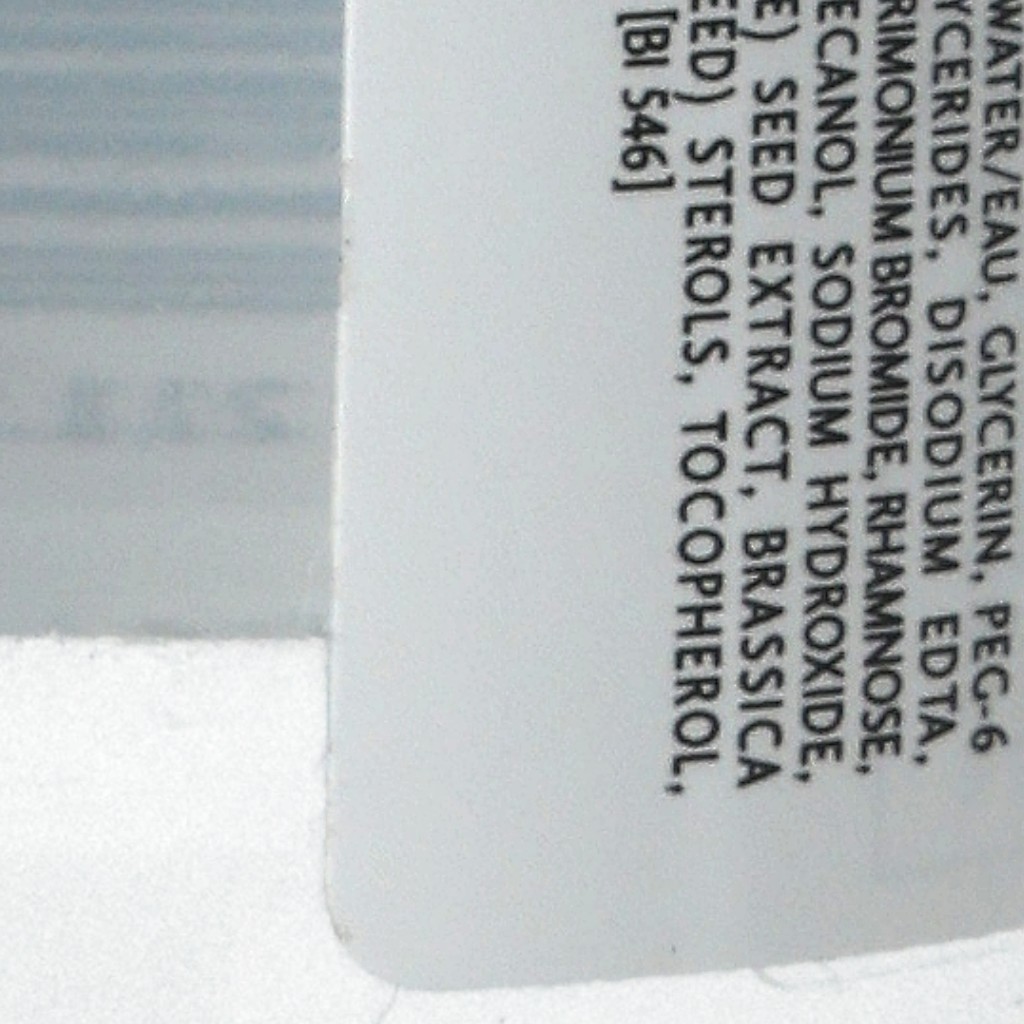 WATER/EAU, GLYCERIN, PEG-6
YCERIDES, DISODIUM EDTA,
RIMONIUM BROMIDE, RHAMNOSE,
ECANOL, SODIUM HYDROXIDE,
E) SEED EXTRACT, BRASSICA
EED) STEROLS, TOCOPHEROL,
[BI 546]